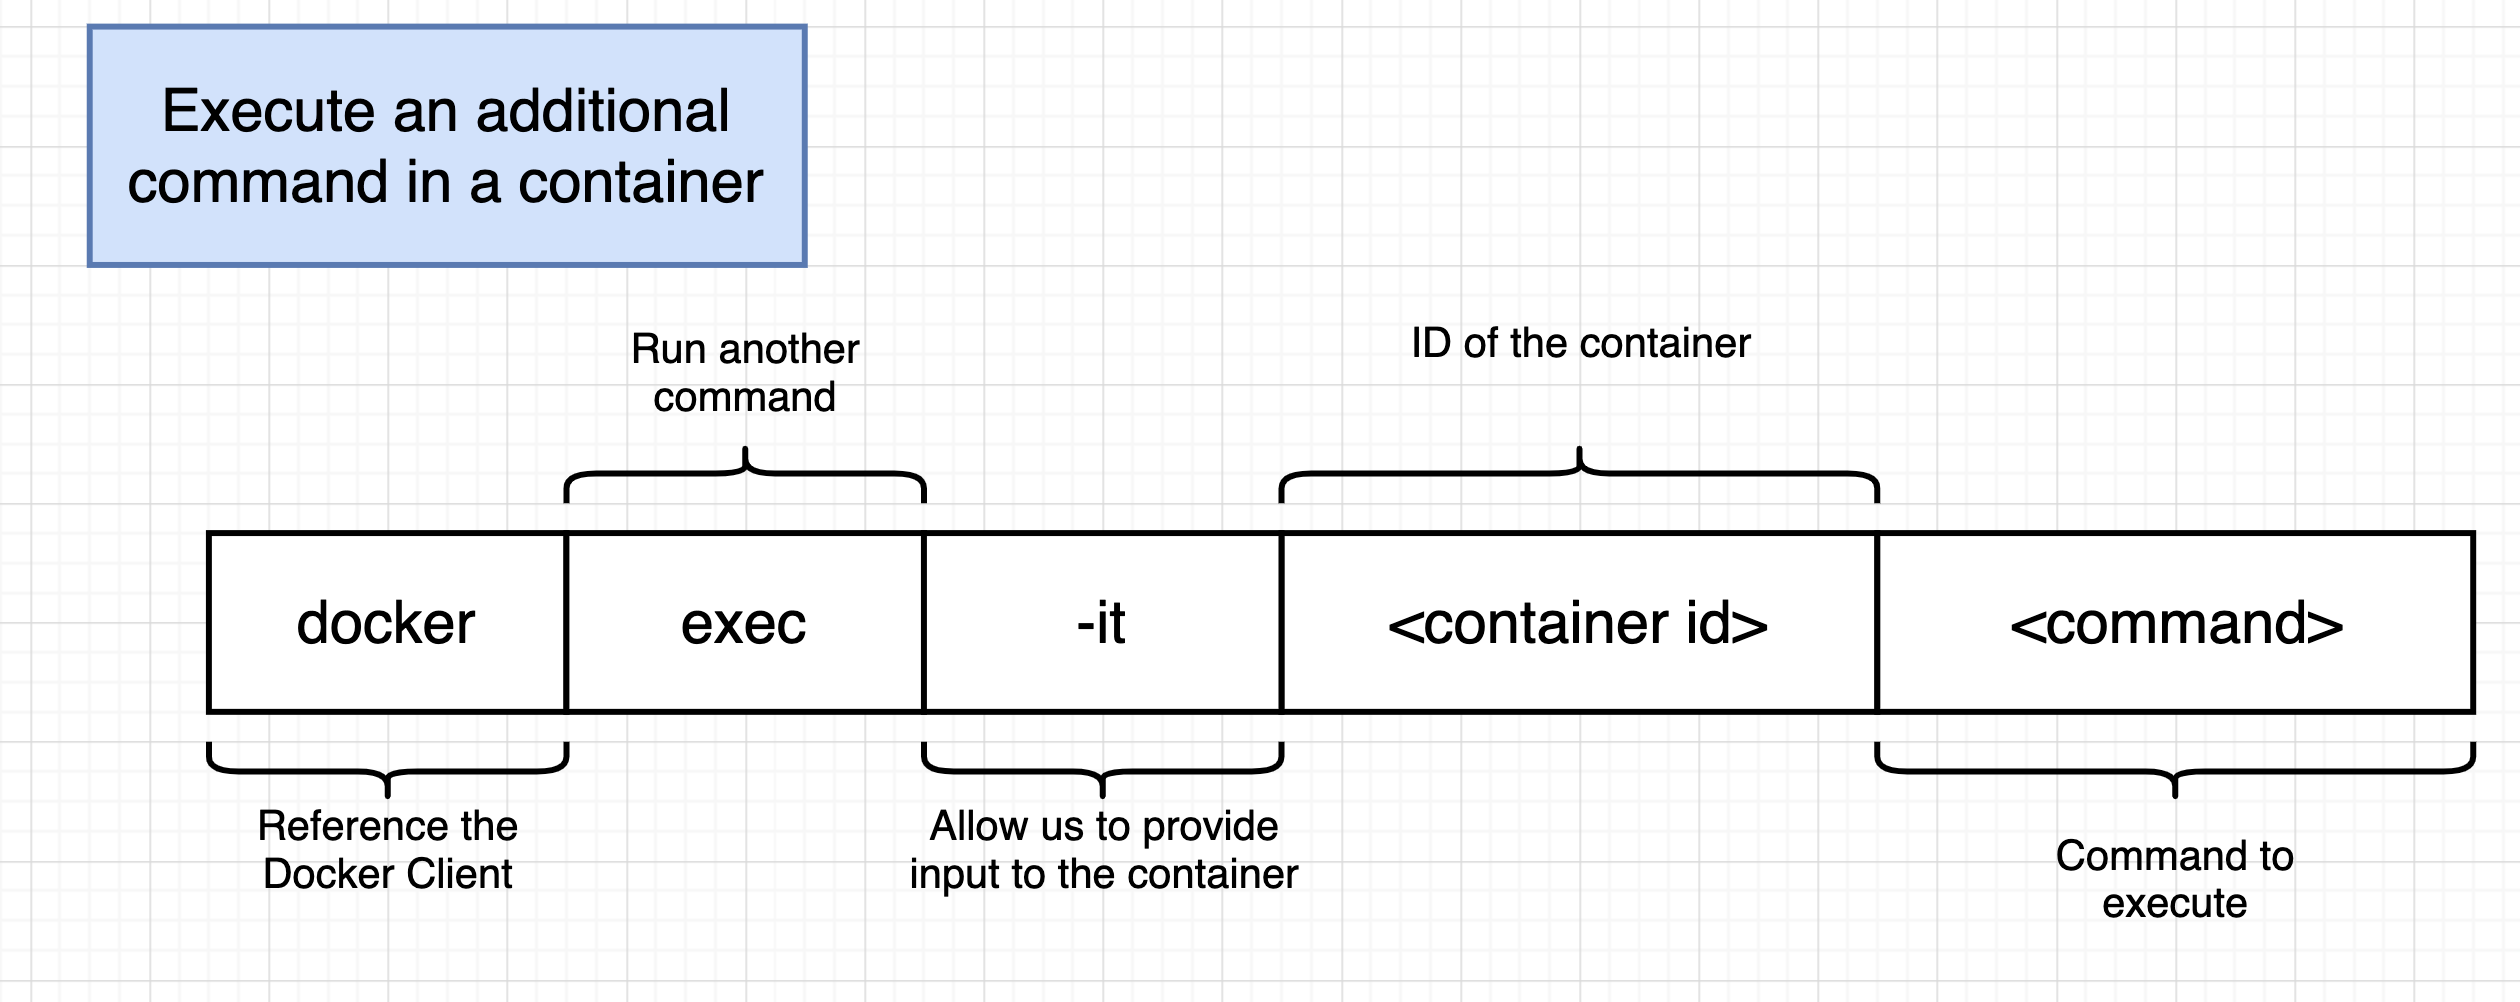 Execute an additional
command in a container
Run another
command
ID of the container
docker
exec
-it
<container id>
<command>
Reference the
Docker Client
Allow us to provide
input to the container
Command to
execute